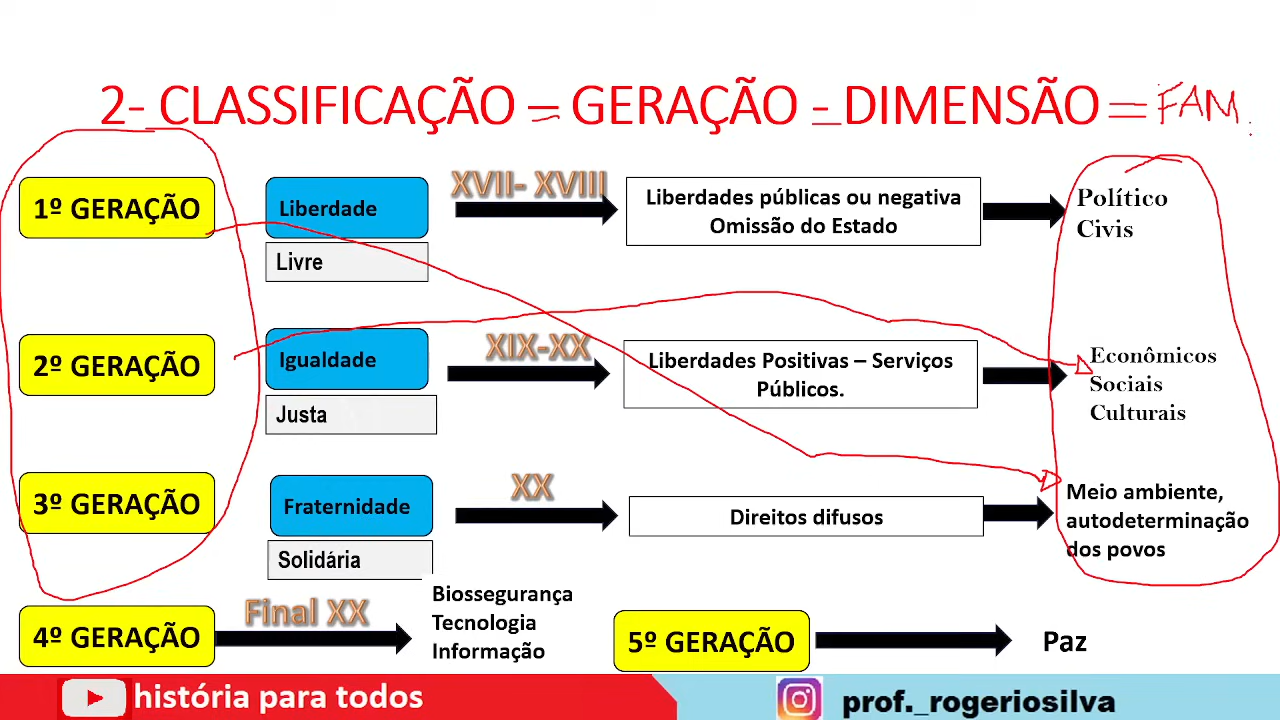 2- CLASSIFICAÇÃO – GERAÇÃO - DIMENSÃO = FAM
1º GERAÇÃO
Liberdade
Livre
XVII- XVIII
Liberdades públicas ou negativa
Omissão do Estado
Político
Civis
2º GERAÇÃO
Igualdade
Justa
XIX-XX
Liberdades Positivas – Serviços
Públicos.
Econômicos
Sociais
Culturais
3º GERAÇÃO
Fraternidade
Solidária
XX
Direitos difusos
Meio ambiente,
autodeterminação
dos povos
4º GERAÇÃO
Final XX
Biossegurança
Tecnologia
Informação
5º GERAÇÃO
Paz
história para todos
prof._rogeriosilva